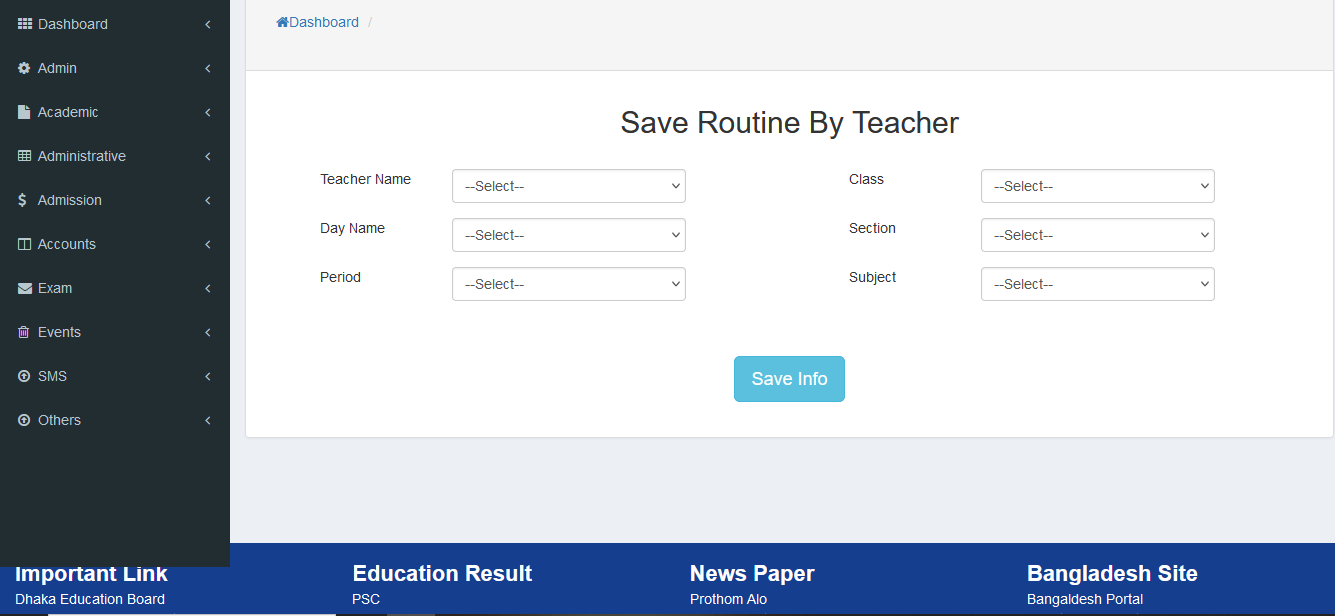 Dashboard
Admin
Academic
Administrative
Admission
Accounts
Exam
Events
SMS
Others
Dashboard /
Save Routine By Teacher
Teacher Name --Select--
Class --Select--
Day Name --Select--
Section --Select--
Period --Select--
Subject --Select--
Save Info
Important Link
Dhaka Education Board
Education Result
PSC
News Paper
Prothom Alo
Bangladesh Site
Bangaldesh Portal